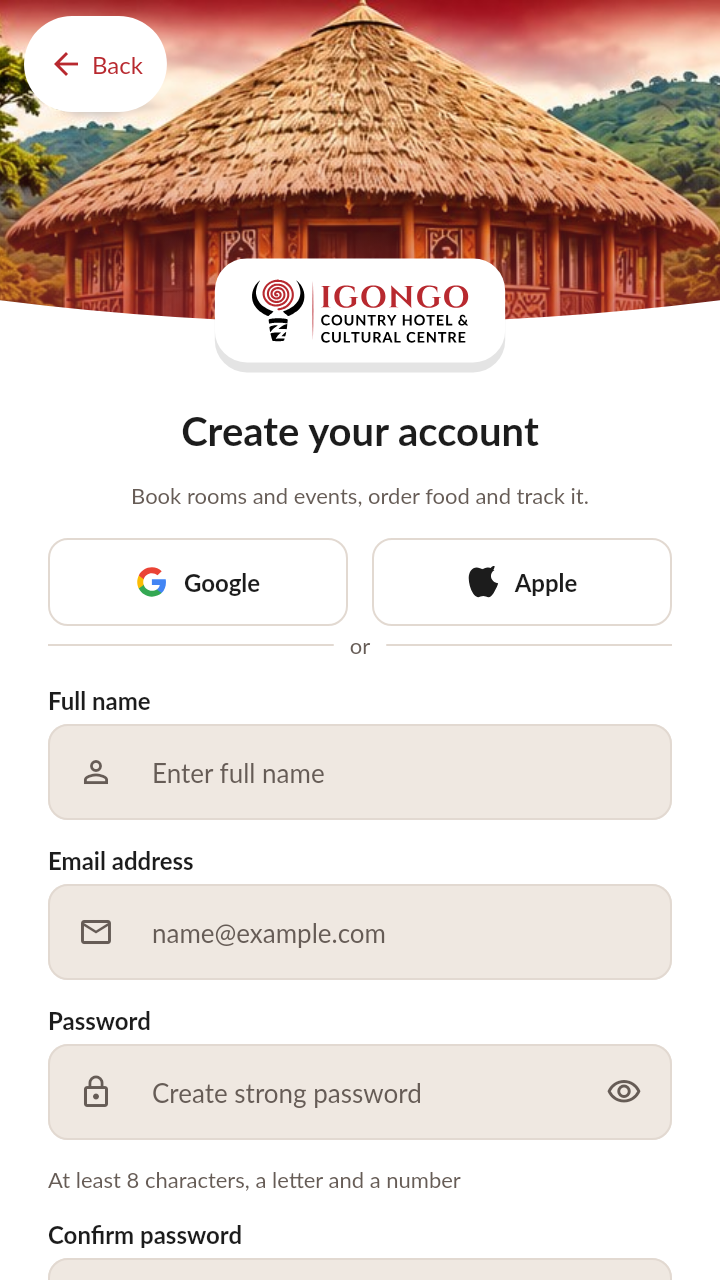 Back
IGONGO
COUNTRY HOTEL &
CULTURAL CENTRE
Create your account
Book rooms and events, order food and track it.
Google
Apple
or
Full name
Enter full name
Email address
name@example.com
Password
Create strong password
At least 8 characters, a letter and a number
Confirm password